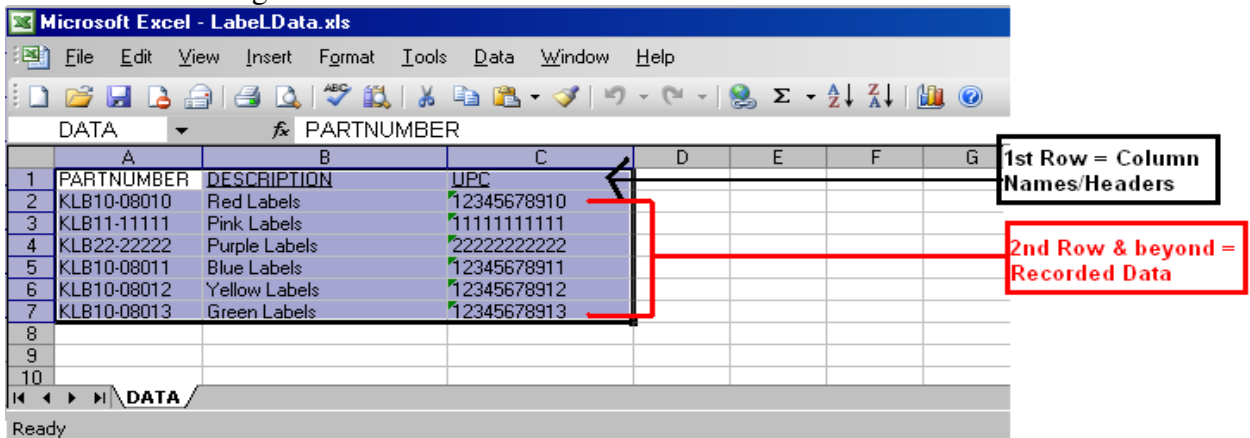 Microsoft Excel - LabeLData.xls
File Edit View Insert Format Tools Data Window Help
DATA fx PARTNUMBER
A B C D E F G
1 PARTNUMBER DESCRIPTION UPC
2 KLB10-08010 Red Labels 12345678910
3 KLB11-11111 Pink Labels 11111111111
4 KLB22-22222 Purple Labels 22222222222
5 KLB10-08011 Blue Labels 12345678911
6 KLB10-08012 Yellow Labels 12345678912
7 KLB10-08013 Green Labels 12345678913
8
9
10
DATA
Ready
1st Row = Column
Names/Headers
2nd Row & beyond =
Recorded Data